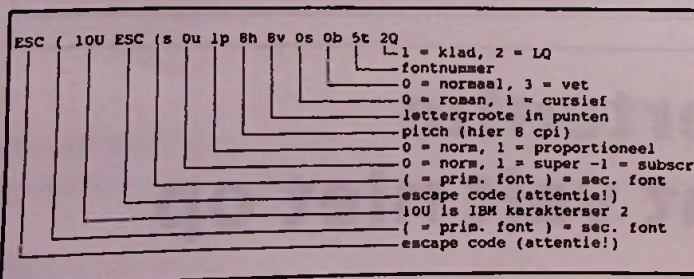 ESC ( 10U ESC (s 0u 1p 8h 8v 0s 0b 5t 2Q
1 = klad, 2 = LQ
fontnummer
0 = normaal, 3 = vet
0 = roman, 1 = cursief
lettergroote in punten
pitch (hier 8 cpi)
0 = norm, 1 = proportioneel
0 = norm, 1 = super -1 = subscr
( = prim. font ) = sec. font
escape code (attentie!)
10U is IBM karakterser 2
( = prim. font ) = sec. font
escape code (attentie!)